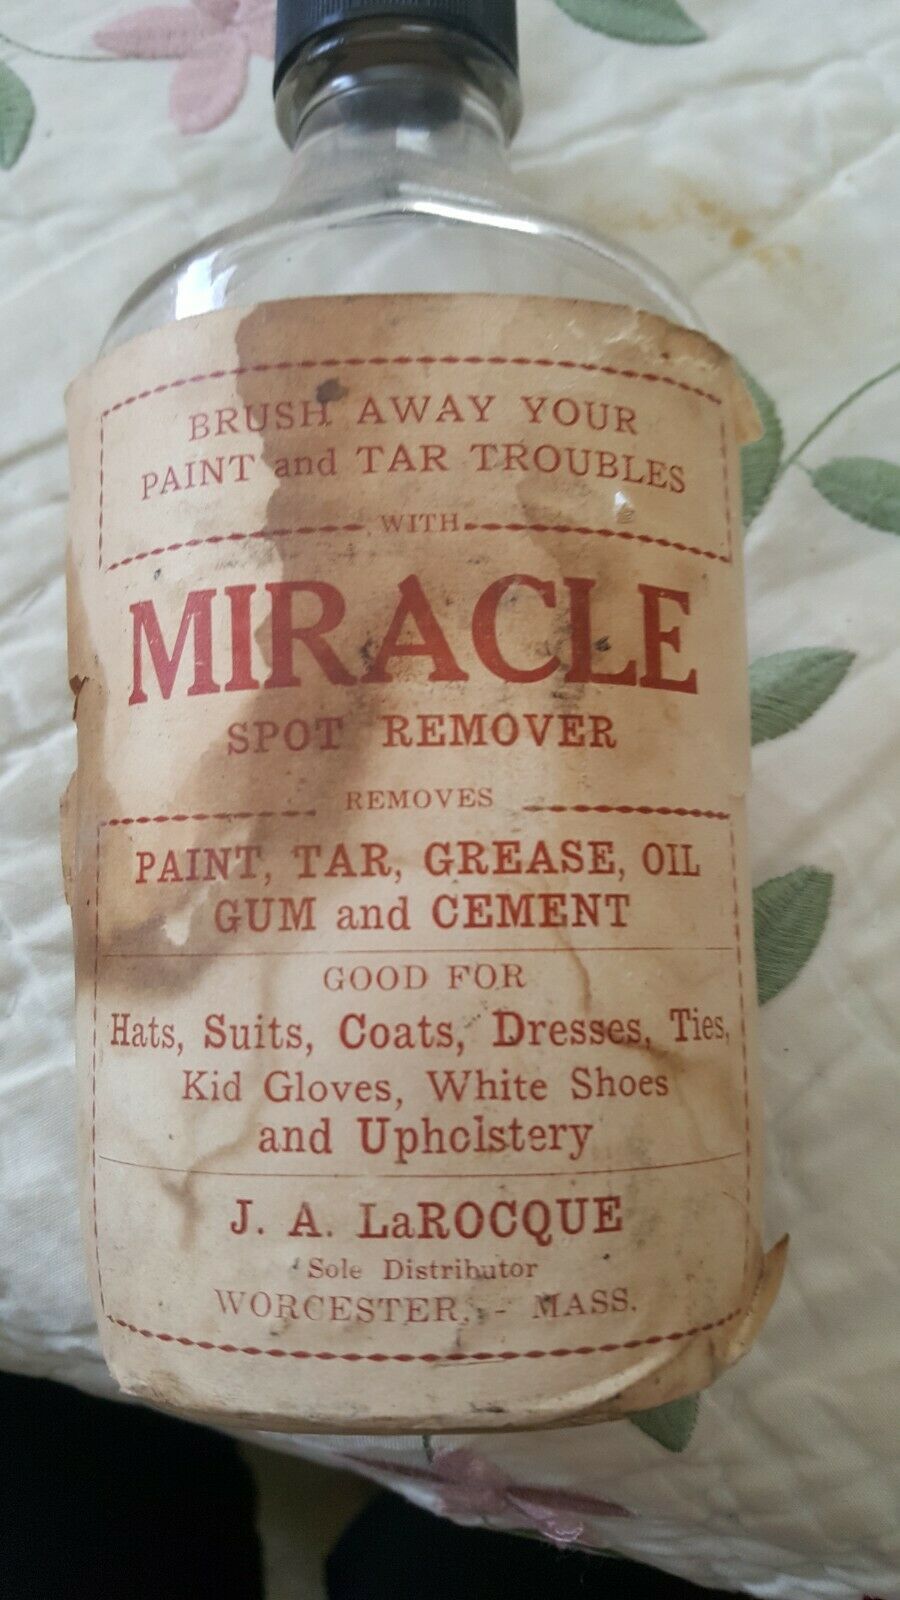 BRUSH AWAY YOUR
PAINT and TAR TROUBLES
WITH
MIRACLE
SPOT REMOVER
REMOVES
PAINT, TAR, GREASE, OIL
GUM and CEMENT
GOOD FOR
Hats, Suits, Coats, Dresses, Ties,
Kid Gloves, White Shoes
and Upholstery
J. A. LaROCQUE
Sole Distributor
WORCESTER, - MASS.